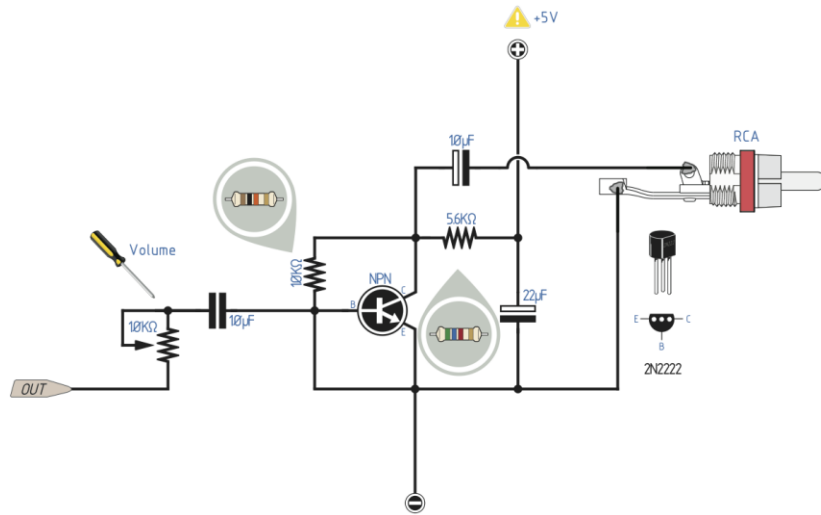 +5V
RCA
10µF
5.6KΩ
Volume
10KΩ
NPN
C
B
E
10KΩ
10µF
22µF
E
C
B
2N2222
OUT